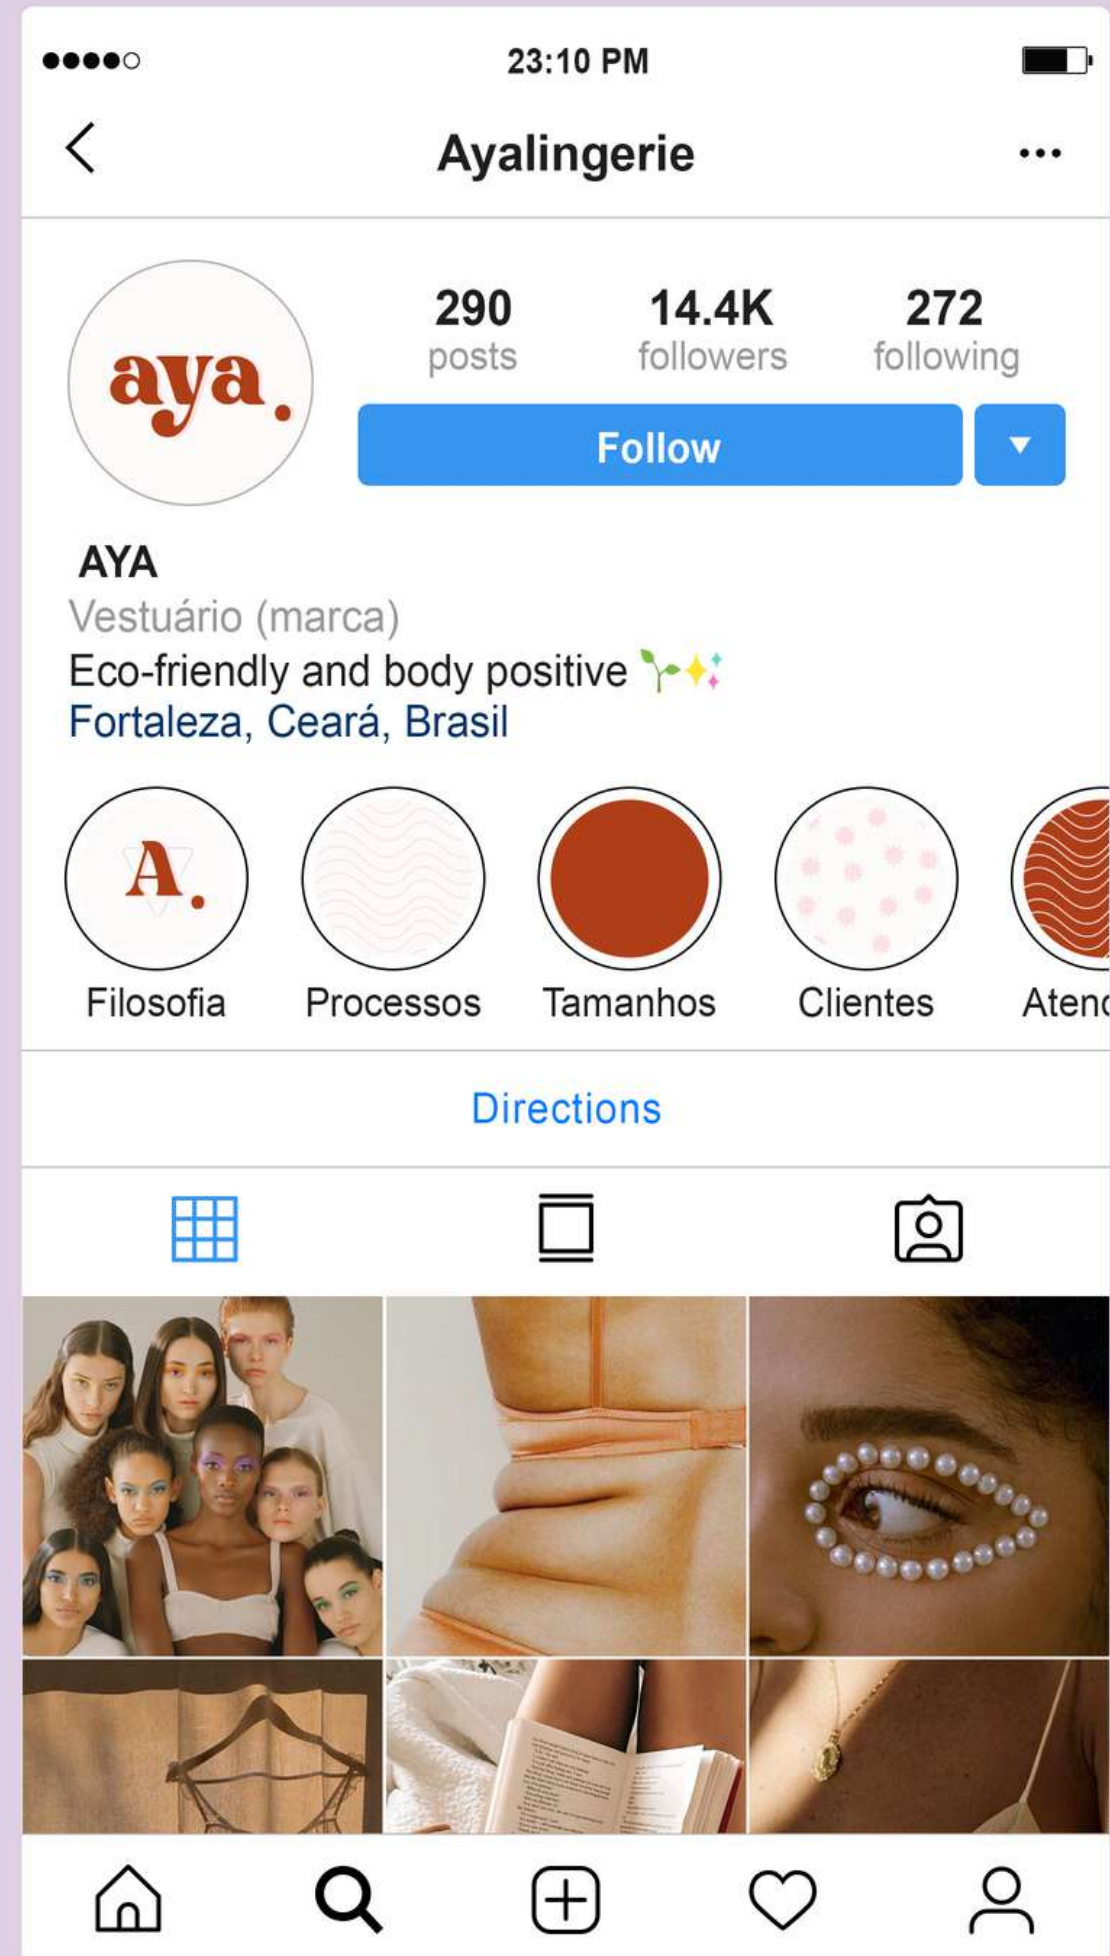 23:10 PM
Ayalingerie
aya.
290 14.4K 272
posts followers following
Follow
AYA
Vestuário (marca)
Eco-friendly and body positive 🌱✨
Fortaleza, Ceará, Brasil
A.
Filosofia Processos Tamanhos Clientes
Directions